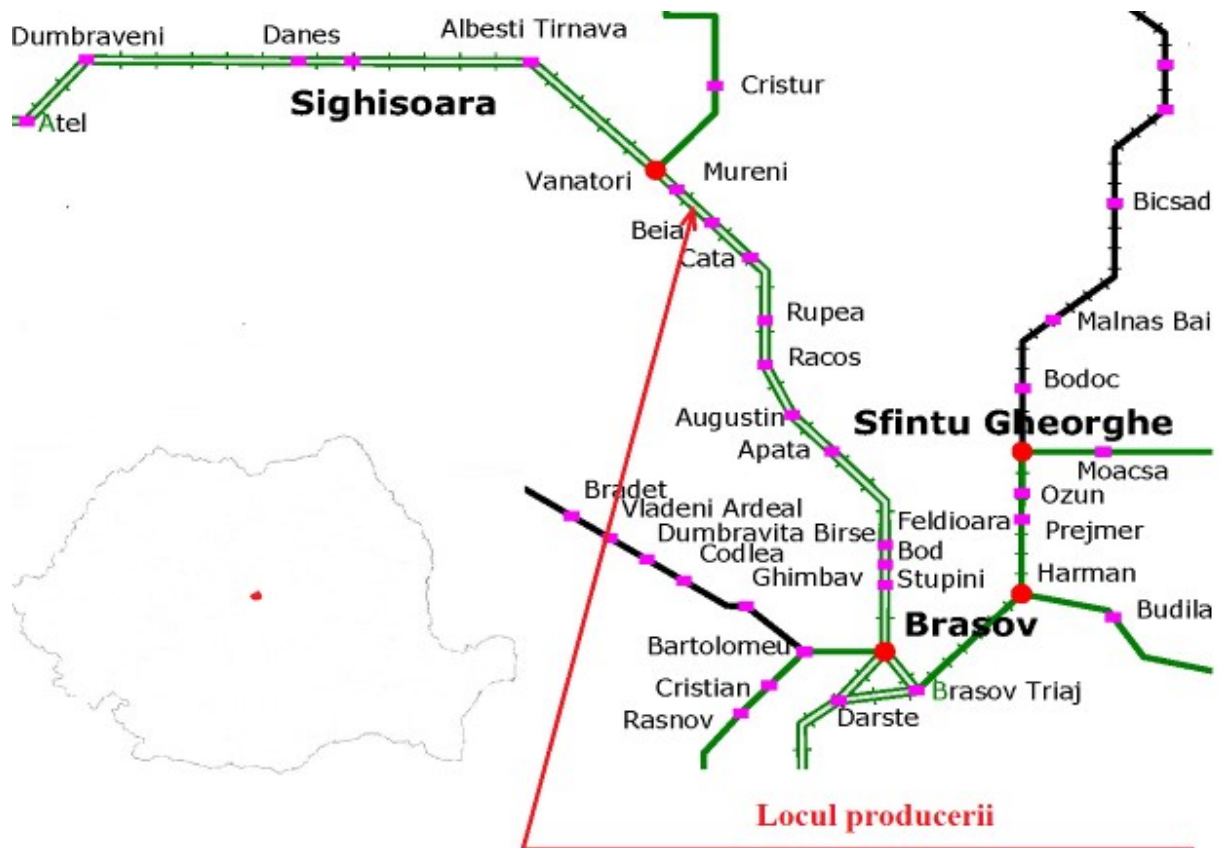 Dumbraveni
Danes
Albesti Tirnava
Sighisoara
Cristur
Atel
Vanatori
Mureni
Bicsad
Beia
Cata
Rupea
Malnas Bai
Racos
Bodoc
Augustin
Sfintu Gheorghe
Apata
Moacsa
Bradet
Ozun
Vladeni Ardeal
Feldioara
Prejmer
Dumbravita Birse
Bod
Codlea
Ghimbav
Stupini
Harman
Budila
Brasov
Bartolomeu
Cristian
Brasov Triaj
Rasnov
Darste
Locul producerii